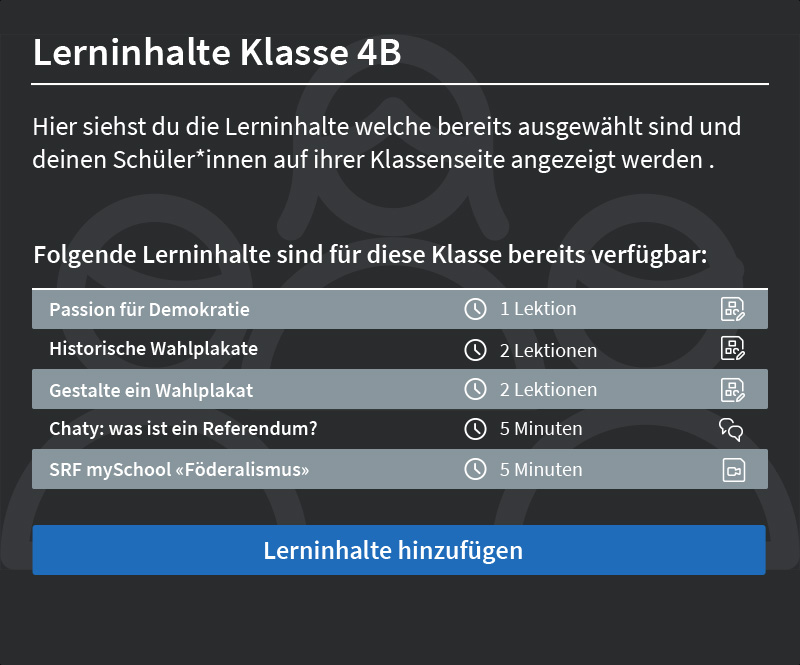 Lerninhalte Klasse 4B
Hier siehst du die Lerninhalte welche bereits ausgewählt sind und
deinen Schüler*innen auf ihrer Klassenseite angezeigt werden .
Folgende Lerninhalte sind für diese Klasse bereits verfügbar:
Passion für Demokratie 1 Lektion
Historische Wahlplakate 2 Lektionen
Gestalte ein Wahlplakat 2 Lektionen
Chaty: was ist ein Referendum? 5 Minuten
SRF mySchool «Föderalismus» 5 Minuten
Lerninhalte hinzufügen